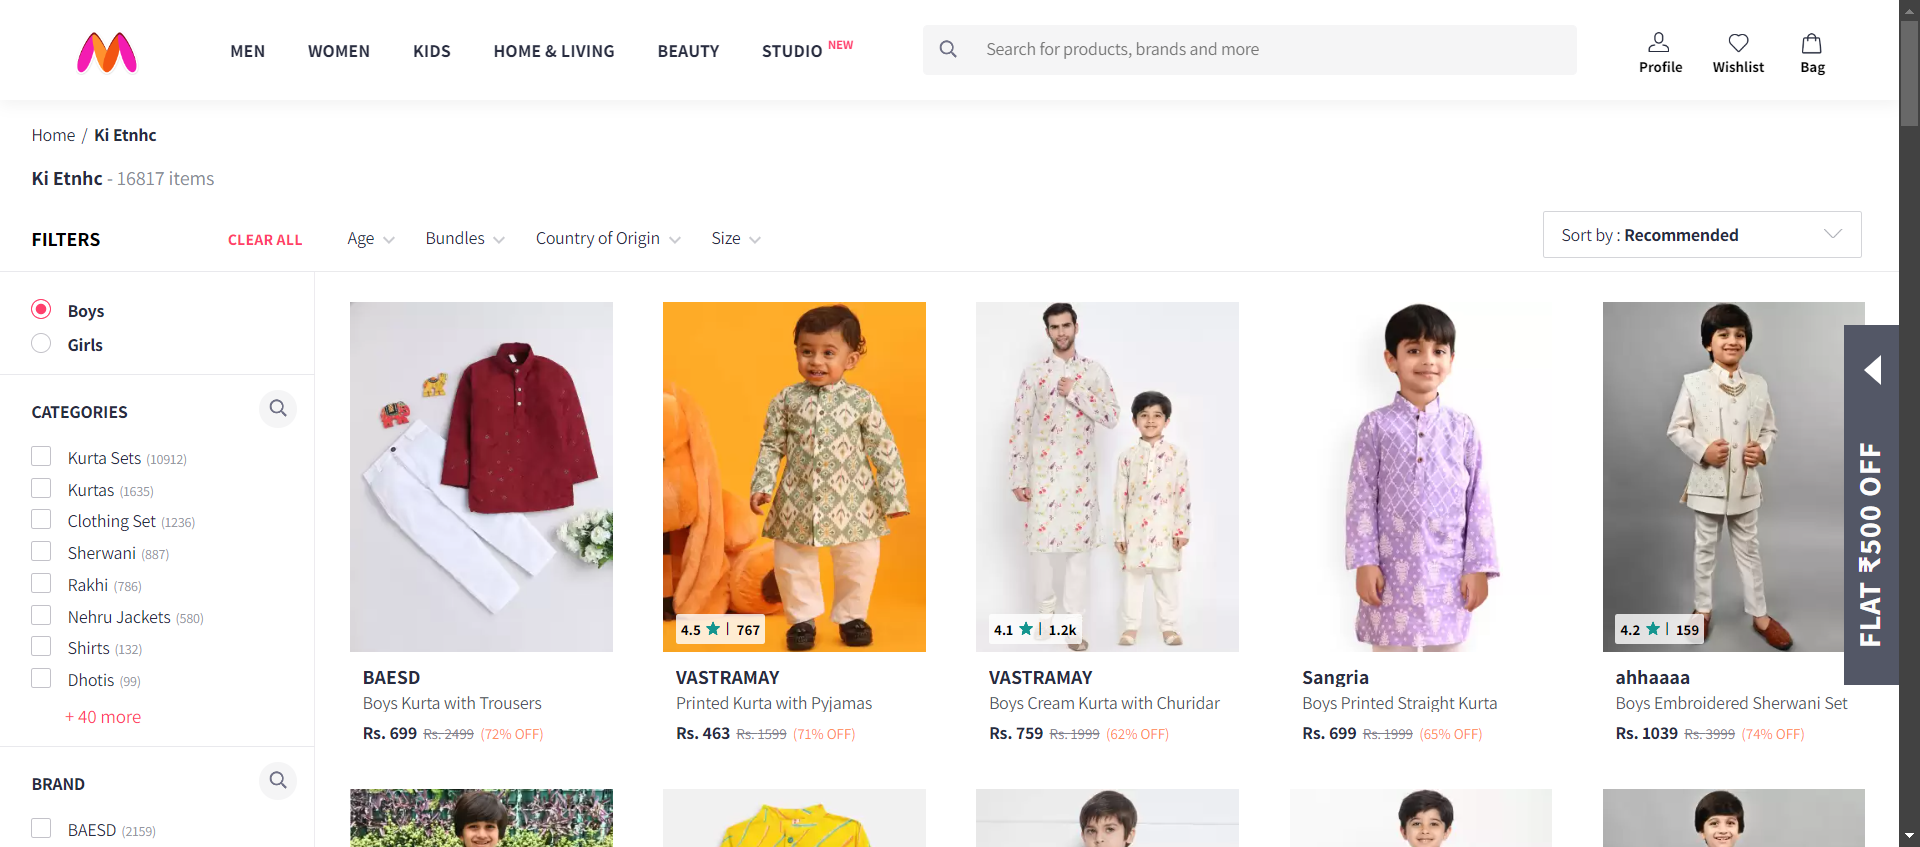 MEN WOMEN KIDS HOME & LIVING BEAUTY STUDIO NEW
Search for products, brands and more
Profile Wishlist Bag
Home / Ki Etnhc
Ki Etnhc - 16817 items
FILTERS CLEAR ALL
Age Bundles Country of Origin Size
Sort by : Recommended
Boys
Girls
CATEGORIES
Kurta Sets (10912)
Kurtas (1635)
Clothing Set (1236)
Sherwani (887)
Rakhi (786)
Nehru Jackets (580)
Shirts (132)
Dhotis (99)
+ 40 more
BRAND
BAESD (2159)
BAESD
Boys Kurta with Trousers
Rs. 699 Rs. 2499 (72% OFF)
4.5 | 767
VASTRAMAY
Printed Kurta with Pyjamas
Rs. 463 Rs. 1599 (71% OFF)
4.1 | 1.2k
VASTRAMAY
Boys Cream Kurta with Churidar
Rs. 759 Rs. 1999 (62% OFF)
Sangria
Boys Printed Straight Kurta
Rs. 699 Rs. 1999 (65% OFF)
4.2 | 159
ahhaaaa
Boys Embroidered Sherwani Set
Rs. 1039 Rs. 3999 (74% OFF)
FLAT ₹500 OFF